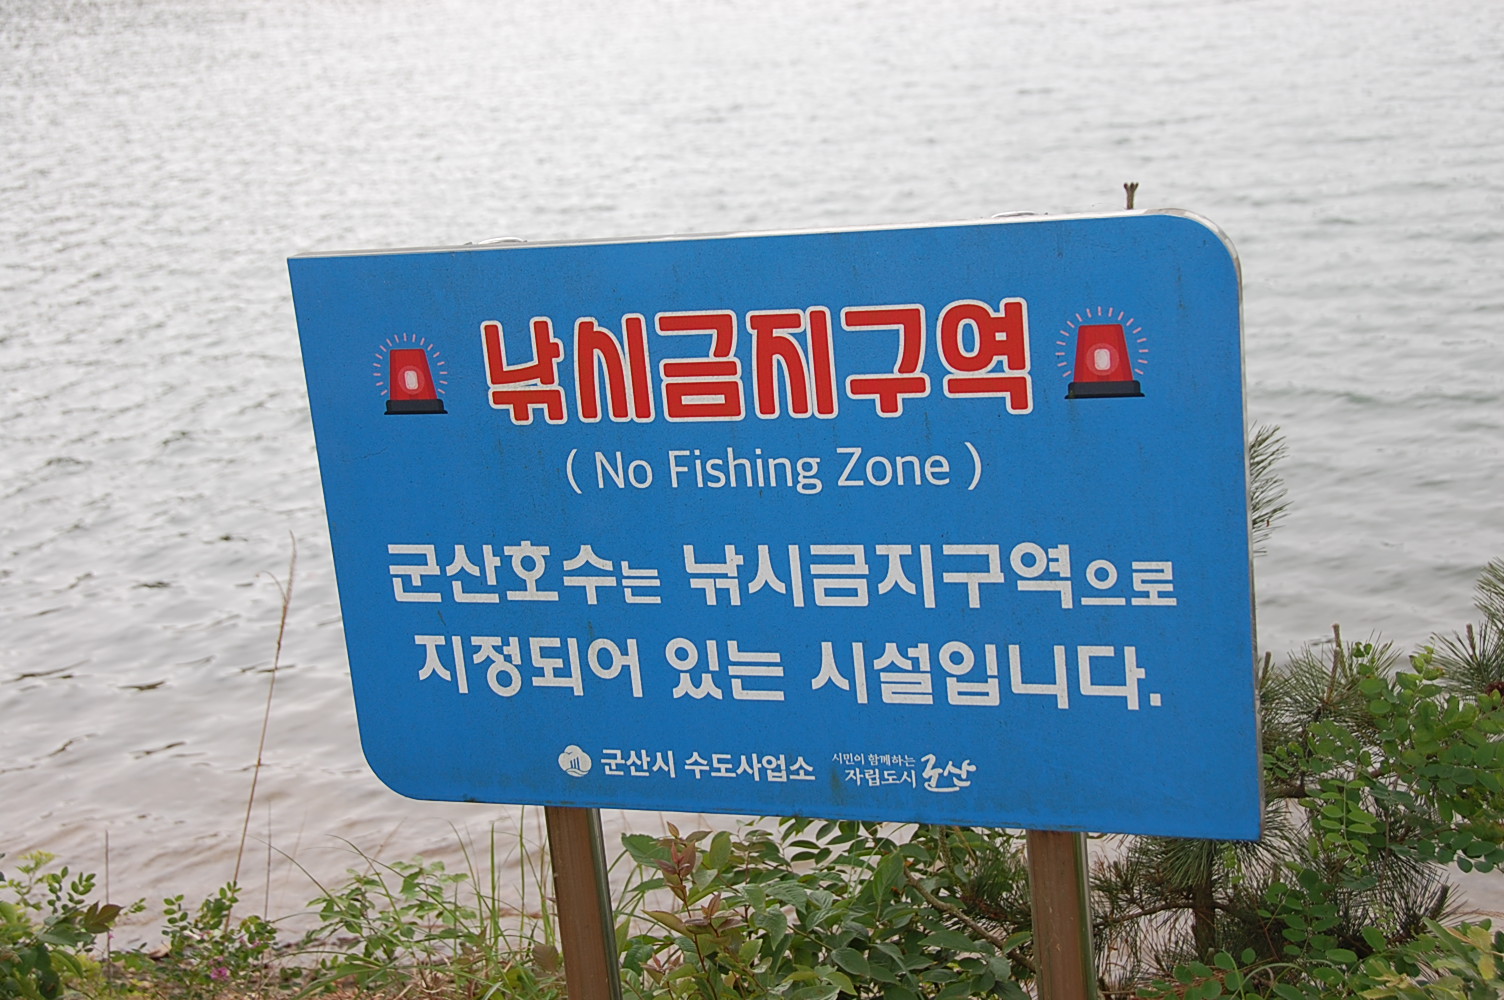 낚시금지구역
( No Fishing Zone )
군산호수는 낚시금지구역으로
지정되어 있는 시설입니다.
군산시 수도사업소
시민이 함께하는
자립도시 군산